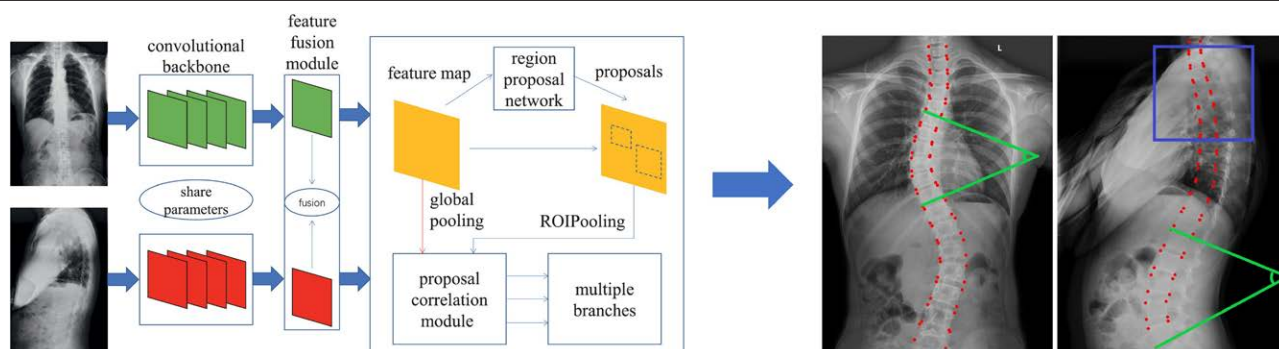 convolutional
backbone
feature
fusion
module
share
parameters
fusion
feature map
region
proposal
network
proposals
global
pooling
ROIPooling
proposal
correlation
module
multiple
branches
L